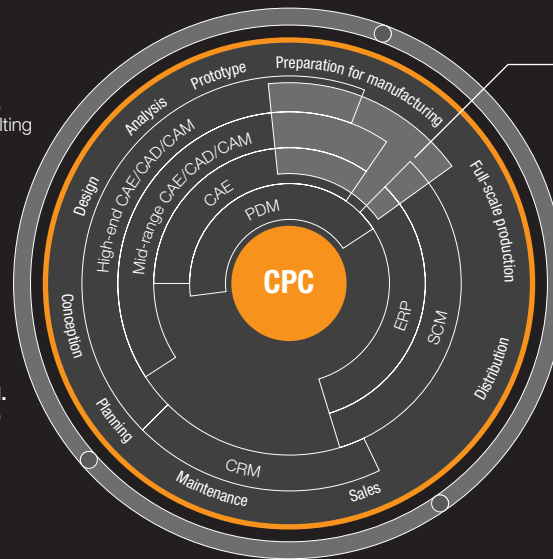 Prototype
Preparation for manufacturing
Analysis
lting
High-end CAE/CAD/CAM
Mid-range CAE/CAD/CAM
CAE
PDM
Design
Full-scale production
CPC
Conception
ERP
SCM
Distribution
Planning
CRM
Maintenance
Sales